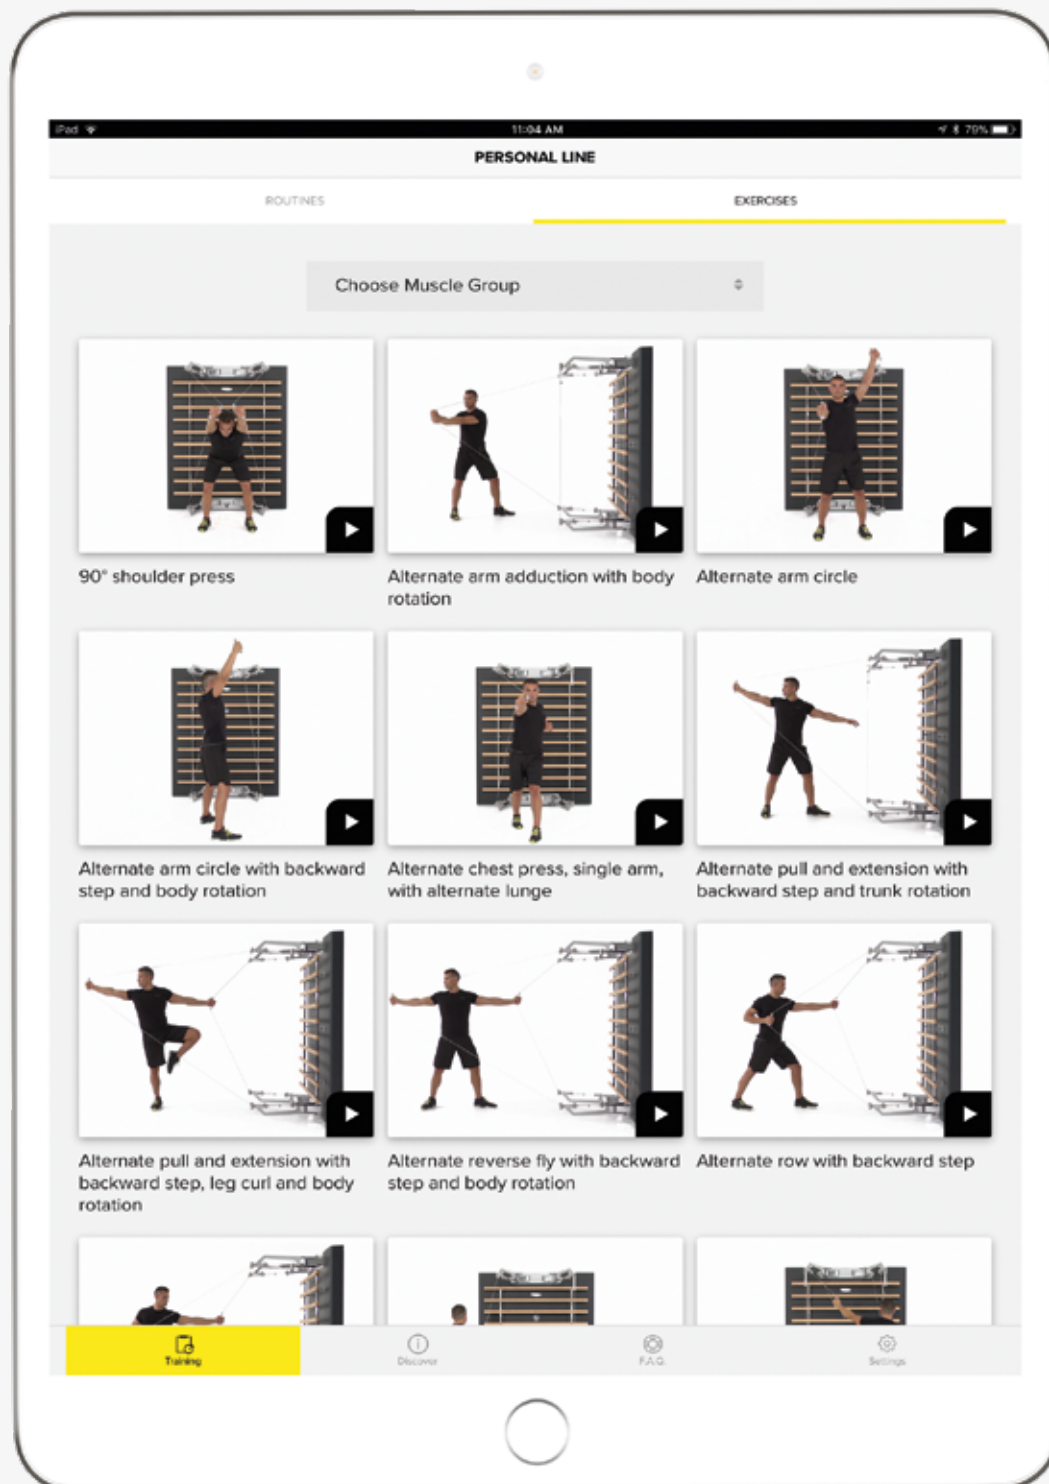 iPad
11:04 AM
79%
PERSONAL LINE
ROUTINES
EXERCISES
Choose Muscle Group
90° shoulder press
Alternate arm adduction with body
rotation
Alternate arm circle
Alternate arm circle with backward
step and body rotation
Alternate chest press, single arm,
with alternate lunge
Alternate pull and extension with
backward step and trunk rotation
Alternate pull and extension with
backward step, leg curl and body
rotation
Alternate reverse fly with backward
step and body rotation
Alternate row with backward step
Training
Discover
F.A.Q.
Settings